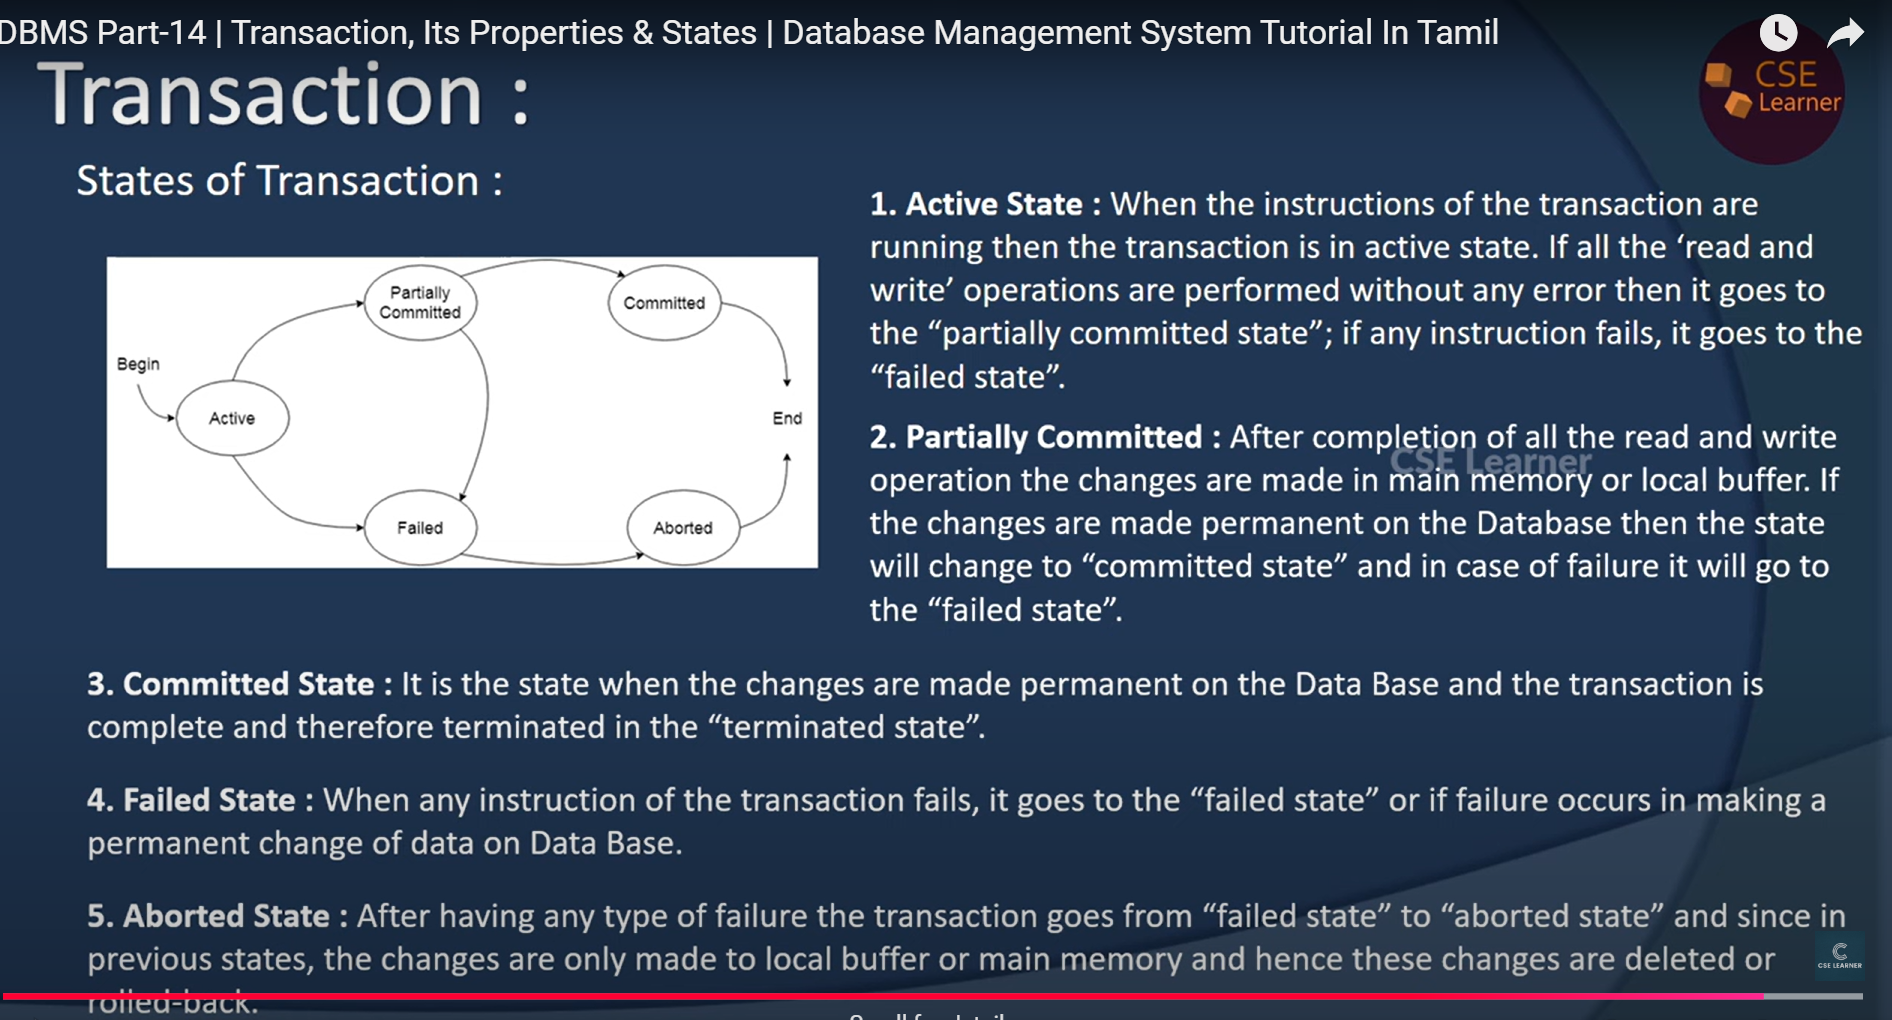 DBMS Part-14 | Transaction, Its Properties & States | Database Management System Tutorial In Tamil
CSE
Learner
Transaction :
States of Transaction :
Begin
Active
Partially
Committed
Committed
End
Failed
Aborted
1. Active State : When the instructions of the transaction are
running then the transaction is in active state. If all the ‘read and
write’ operations are performed without any error then it goes to
the “partially committed state”; if any instruction fails, it goes to the
“failed state”.
2. Partially Committed : After completion of all the read and write
CSE Learner
operation the changes are made in main memory or local buffer. If
the changes are made permanent on the Database then the state
will change to “committed state” and in case of failure it will go to
the “failed state”.
3. Committed State : It is the state when the changes are made permanent on the Data Base and the transaction is
complete and therefore terminated in the “terminated state”.
4. Failed State : When any instruction of the transaction fails, it goes to the “failed state” or if failure occurs in making a
permanent change of data on Data Base.
5. Aborted State : After having any type of failure the transaction goes from “failed state” to “aborted state” and since in
previous states, the changes are only made to local buffer or main memory and hence these changes are deleted or
rolled-back.
CSE LEARNER